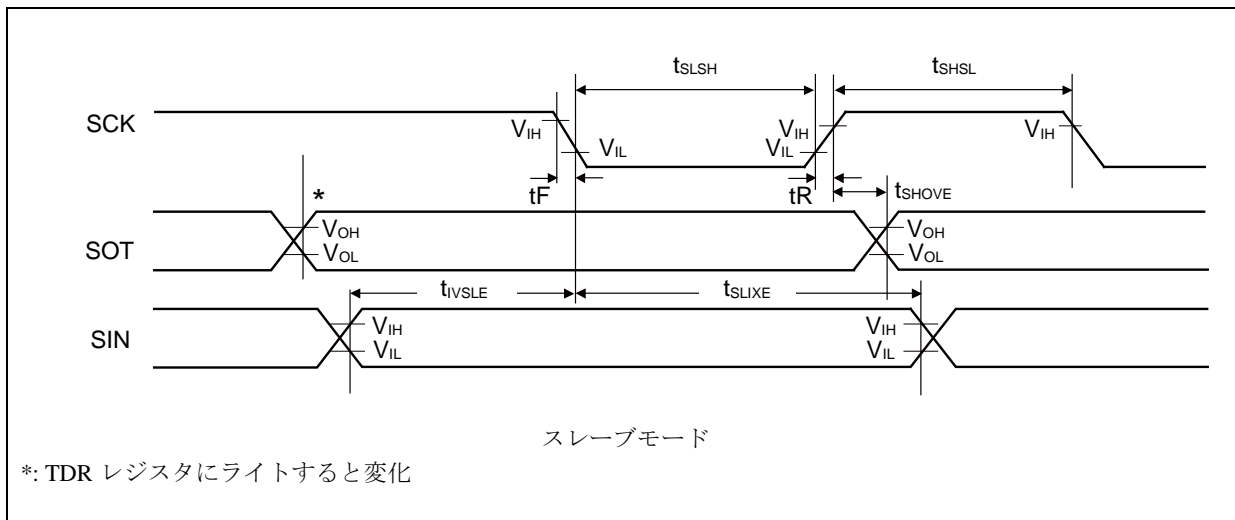 tSLSH tSHSL
SCK
VIH VIL VIL VIH VIH
tF tR tSHOVE
*
SOT
VOH VOH
VOL VOL
tIVSLE tSLIXE
SIN
VIH VIH
VIL VIL
スレーブモード
*: TDR レジスタにライトすると変化